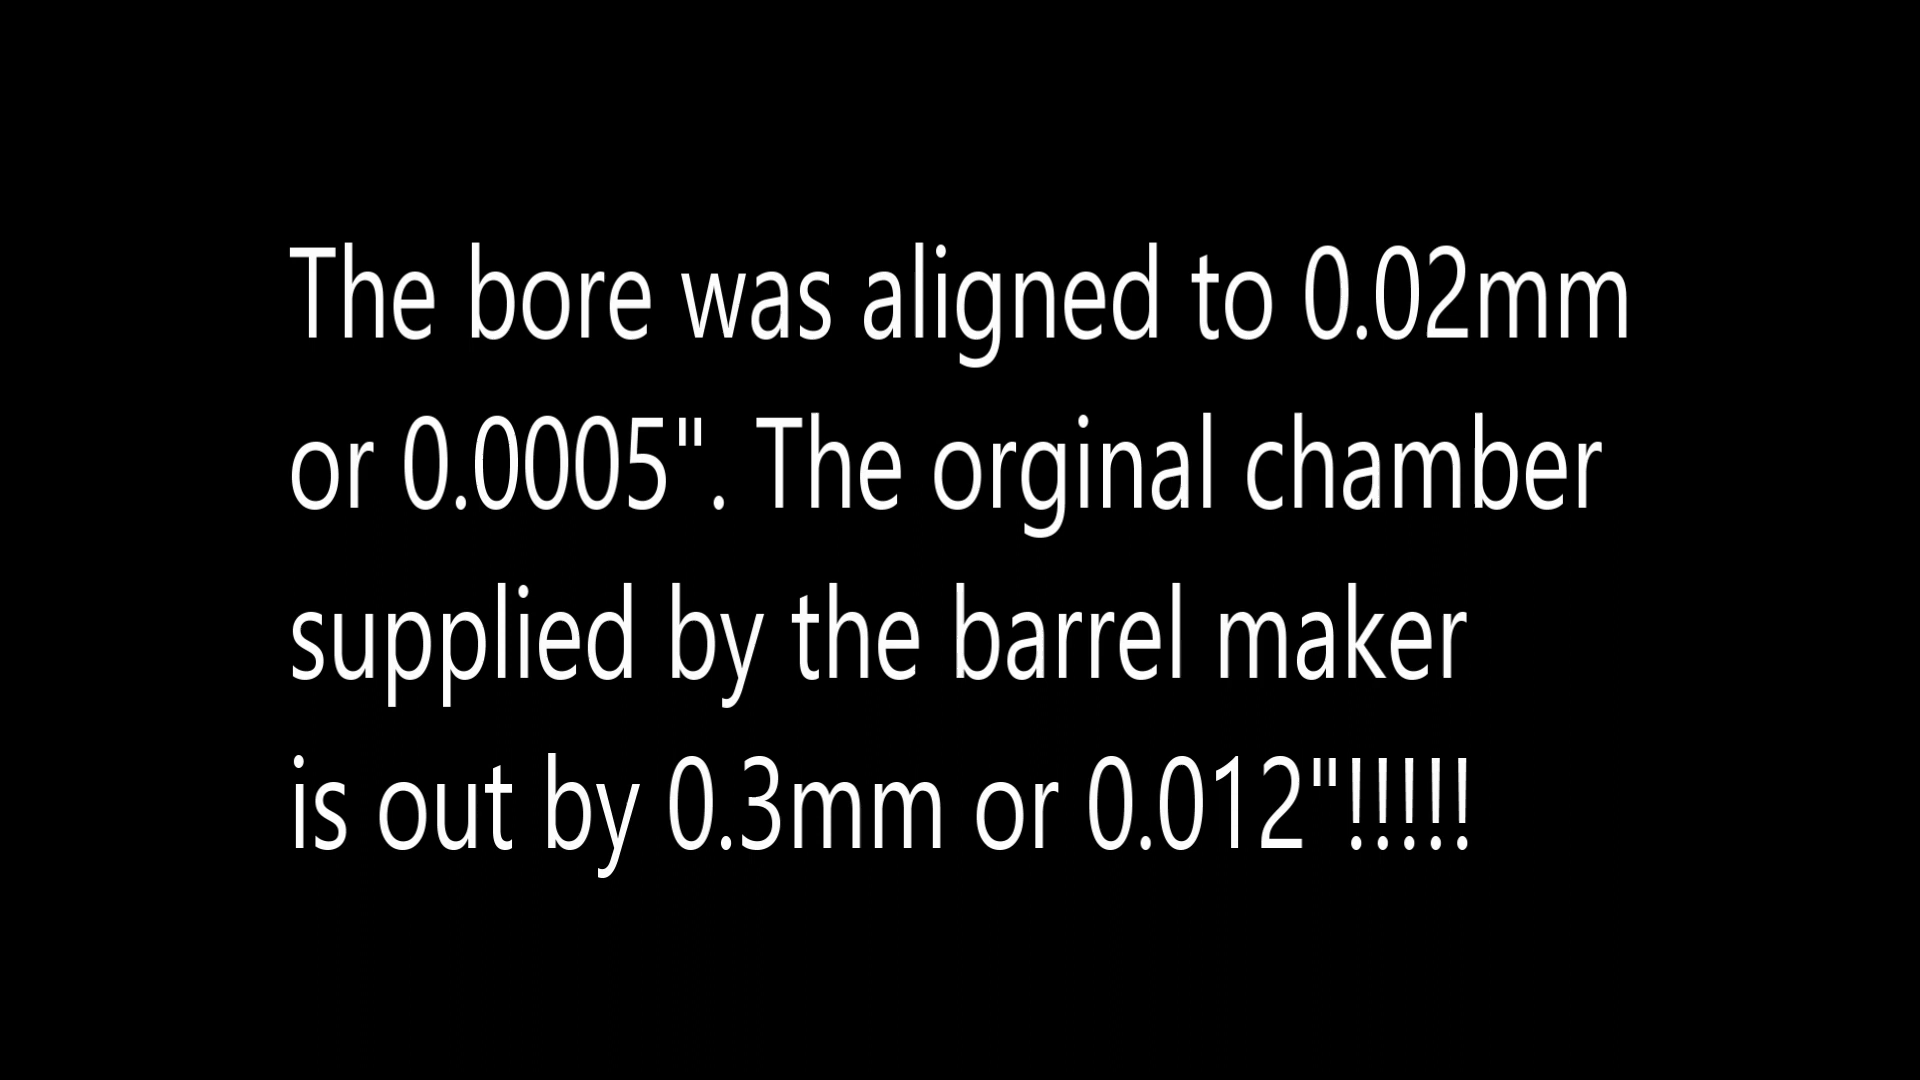 The bore was aligned to 0.02mm
or 0.0005". The orginal chamber
supplied by the barrel maker
is out by 0.3mm or 0.012"!!!!!